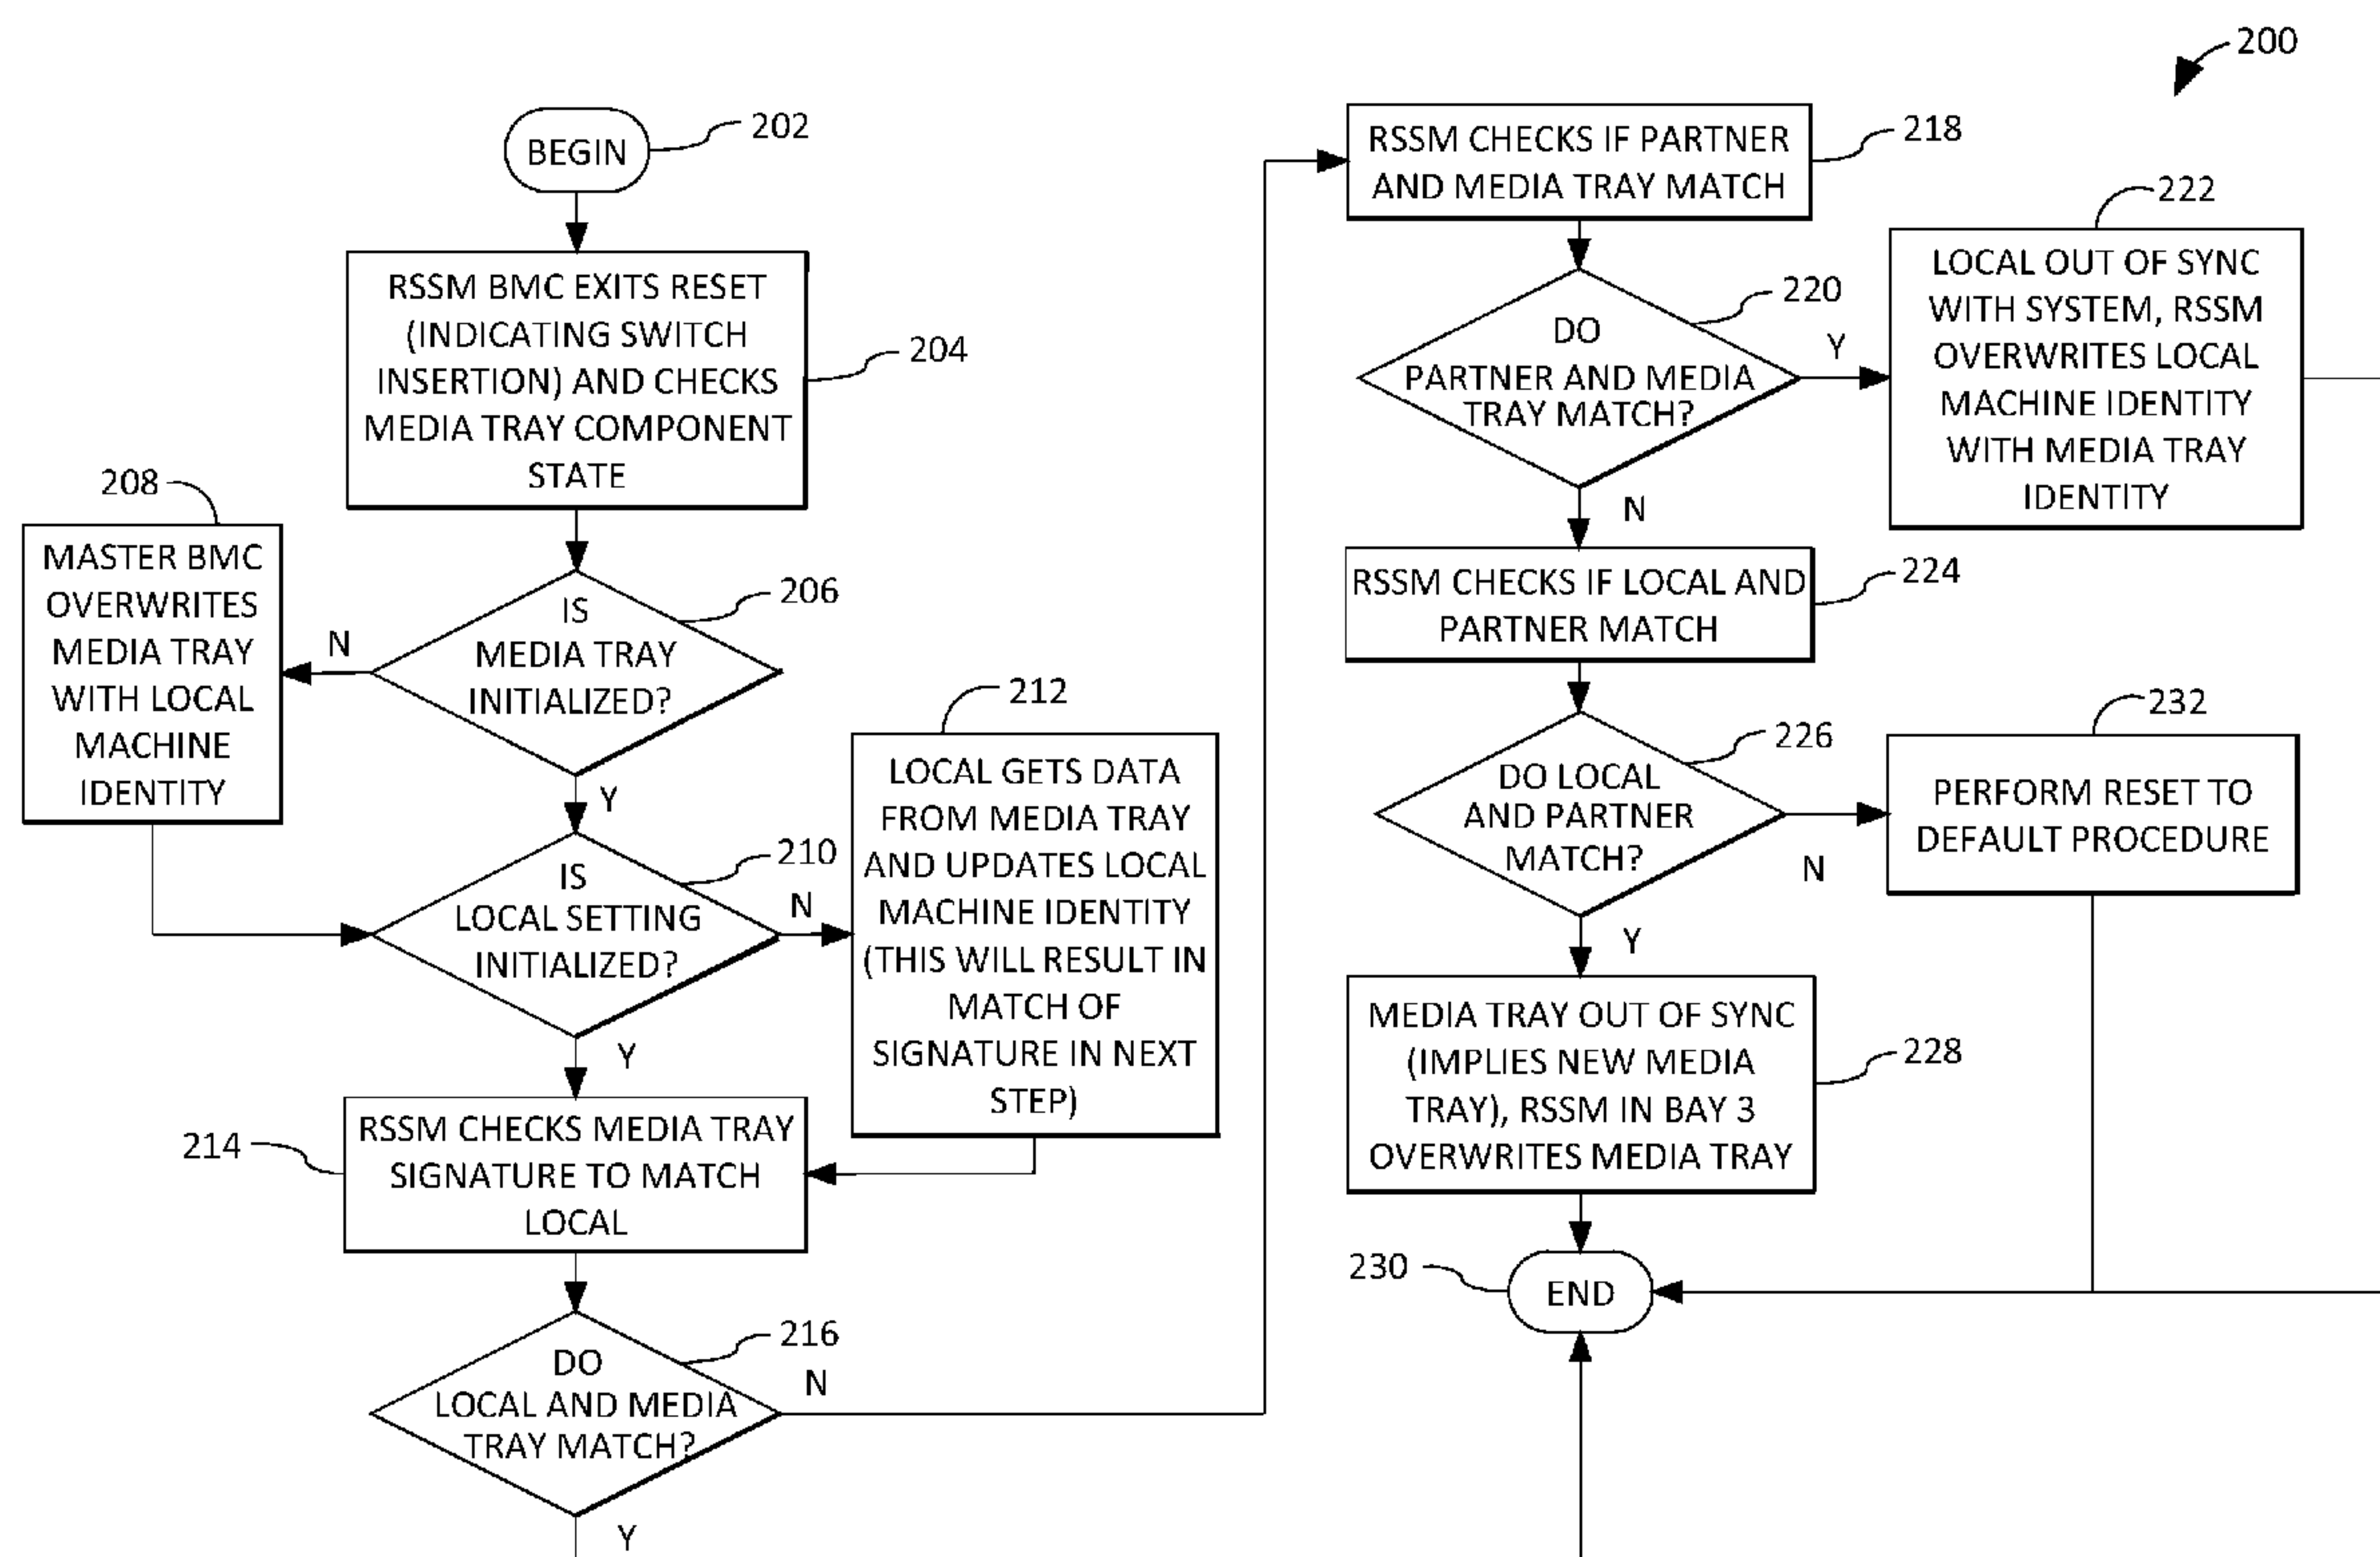 200
BEGIN
202
RSSM BMC EXITS RESET
(INDICATING SWITCH
INSERTION) AND CHECKS
MEDIA TRAY COMPONENT
STATE
204
IS
MEDIA TRAY
INITIALIZED?
206
N
Y
208
MASTER BMC
OVERWRITES
MEDIA TRAY
WITH LOCAL
MACHINE
IDENTITY
IS
LOCAL SETTING
INITIALIZED?
210
N
Y
212
LOCAL GETS DATA
FROM MEDIA TRAY
AND UPDATES LOCAL
MACHINE IDENTITY
(THIS WILL RESULT IN
MATCH OF
SIGNATURE IN NEXT
STEP)
214
RSSM CHECKS MEDIA TRAY
SIGNATURE TO MATCH
LOCAL
DO
LOCAL AND MEDIA
TRAY MATCH?
216
N
Y
RSSM CHECKS IF PARTNER
AND MEDIA TRAY MATCH
218
DO
PARTNER AND MEDIA
TRAY MATCH?
220
Y
N
222
LOCAL OUT OF SYNC
WITH SYSTEM, RSSM
OVERWRITES LOCAL
MACHINE IDENTITY
WITH MEDIA TRAY
IDENTITY
RSSM CHECKS IF LOCAL AND
PARTNER MATCH
224
DO LOCAL
AND PARTNER
MATCH?
226
N
Y
232
PERFORM RESET TO
DEFAULT PROCEDURE
MEDIA TRAY OUT OF SYNC
(IMPLIES NEW MEDIA
TRAY), RSSM IN BAY 3
OVERWRITES MEDIA TRAY
228
230
END